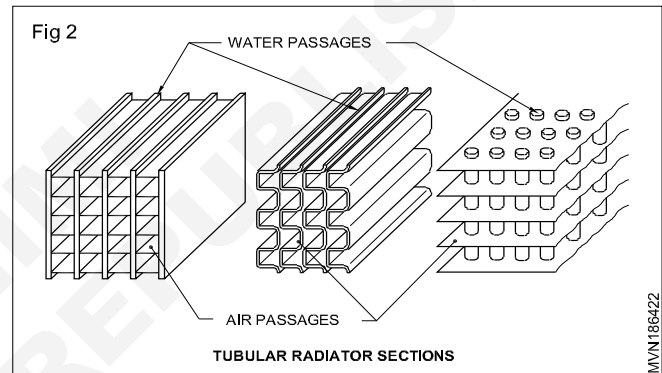 Fig 2
WATER PASSAGES
AIR PASSAGES
TUBULAR RADIATOR SECTIONS
MVN186422